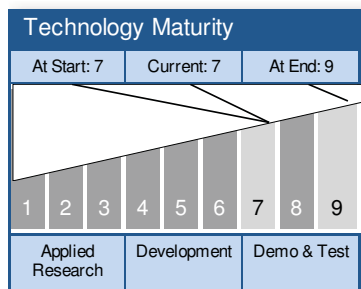 Technology Maturity
At Start: 7 Current: 7 At End: 9
1 2 3 4 5 6 7 8 9
Applied Development Demo & Test
Research